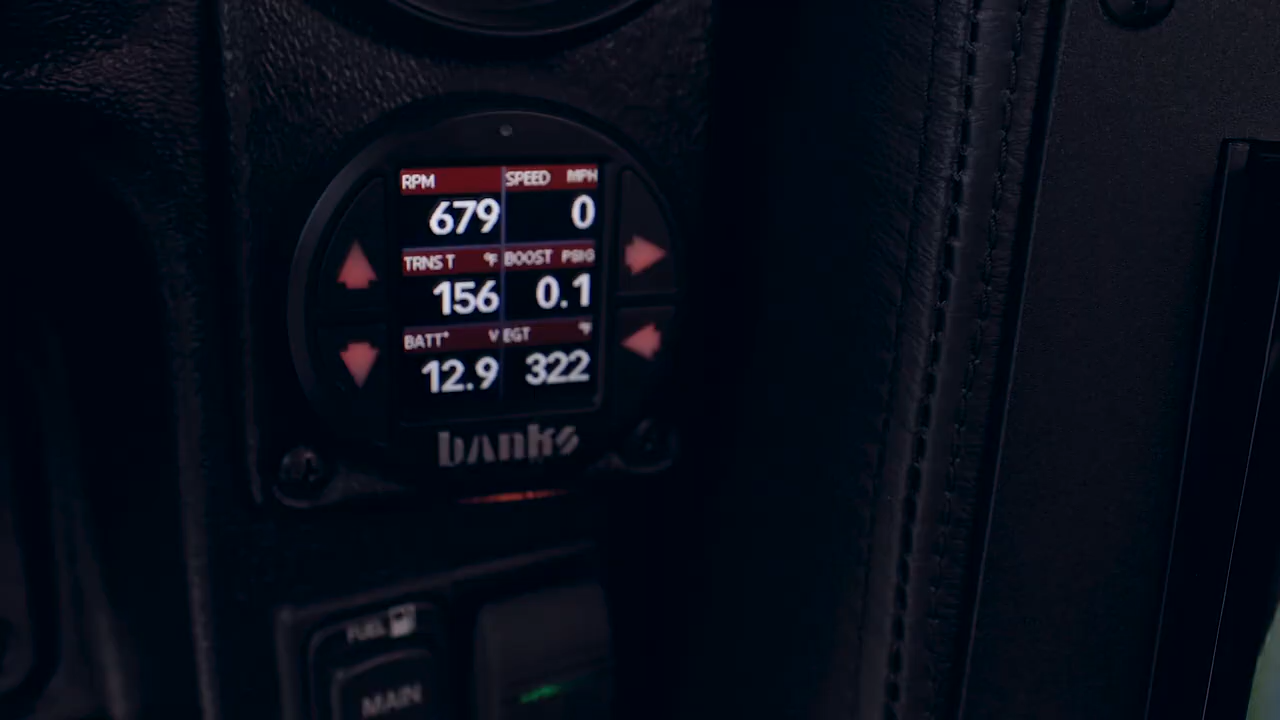 RPM SPEED MPH
679 0
TRNS T °F BOOST PSIG
156 0.1
BATT* V EGT °F
12.9 322
banks
FUEL
MAIN